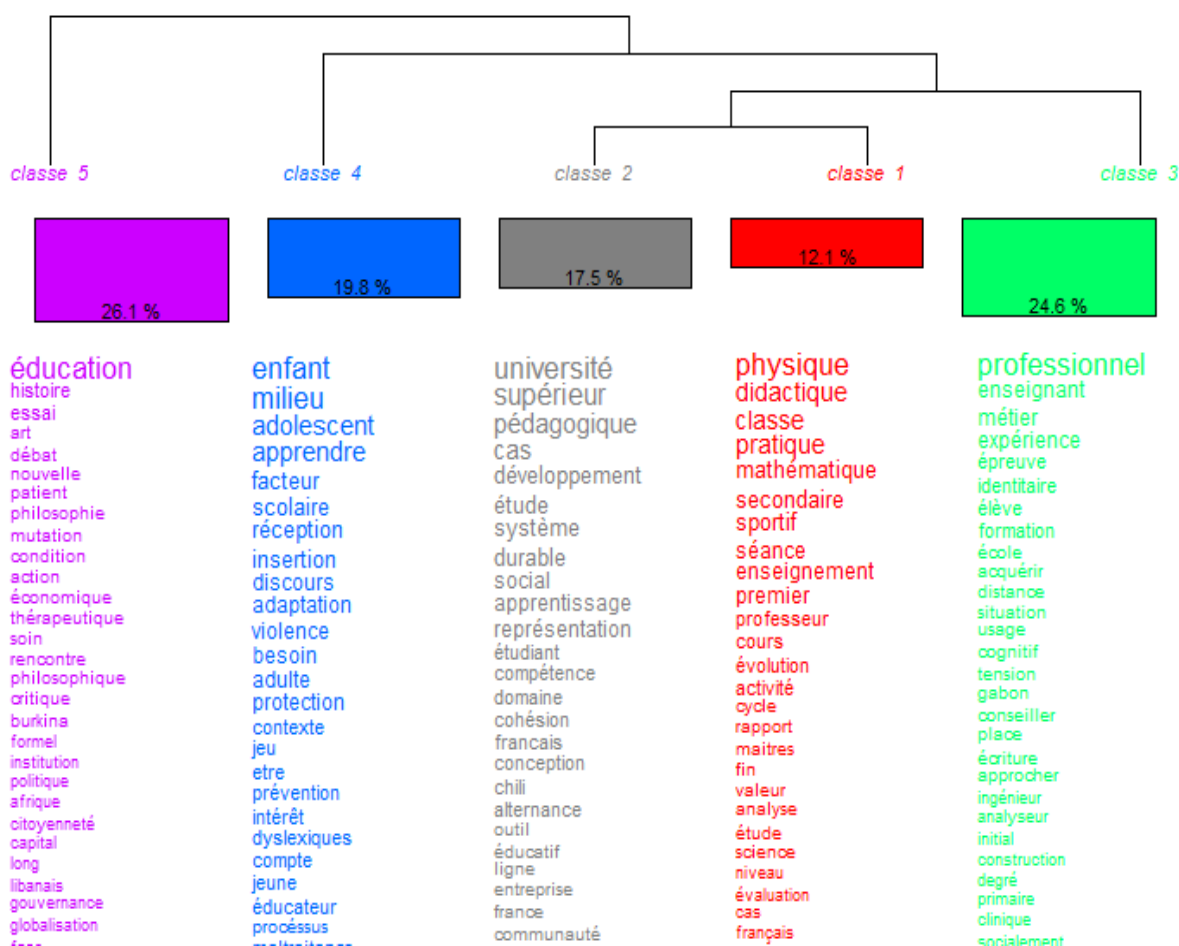 classe 5
classe 4
classe 2
classe 1
classe 3
26.1 %
19.8 %
17.5 %
12.1 %
24.6 %
éducation
histoire
essai
art
débat
nouvelle
patient
philosophie
mutation
condition
action
économique
thérapeutique
soin
rencontre
philosophique
critique
burkina
formel
institution
politique
afrique
citoyenneté
capital
long
libanais
gouvernance
globalisation
enfant
milieu
adolescent
apprendre
facteur
scolaire
réception
insertion
discours
adaptation
violence
besoin
adulte
protection
contexte
jeu
etre
prévention
intérêt
dyslexiques
compte
jeune
éducateur
procéssus
université
supérieur
pédagogique
cas
développement
étude
système
durable
social
apprentissage
représentation
étudiant
compétence
domaine
cohésion
francais
conception
chili
alternance
outil
éducatif
ligne
entreprise
france
communauté
physique
didactique
classe
pratique
mathématique
secondaire
sportif
séance
enseignement
premier
professeur
cours
évolution
activité
cycle
rapport
maitres
fin
valeur
analyse
étude
science
niveau
évaluation
cas
français
professionnel
enseignant
métier
expérience
épreuve
identitaire
élève
formation
école
acquérir
distance
situation
usage
cognitif
tension
gabon
conseiller
place
écriture
approcher
ingénieur
analyseur
initial
construction
degré
primaire
clinique
socialement